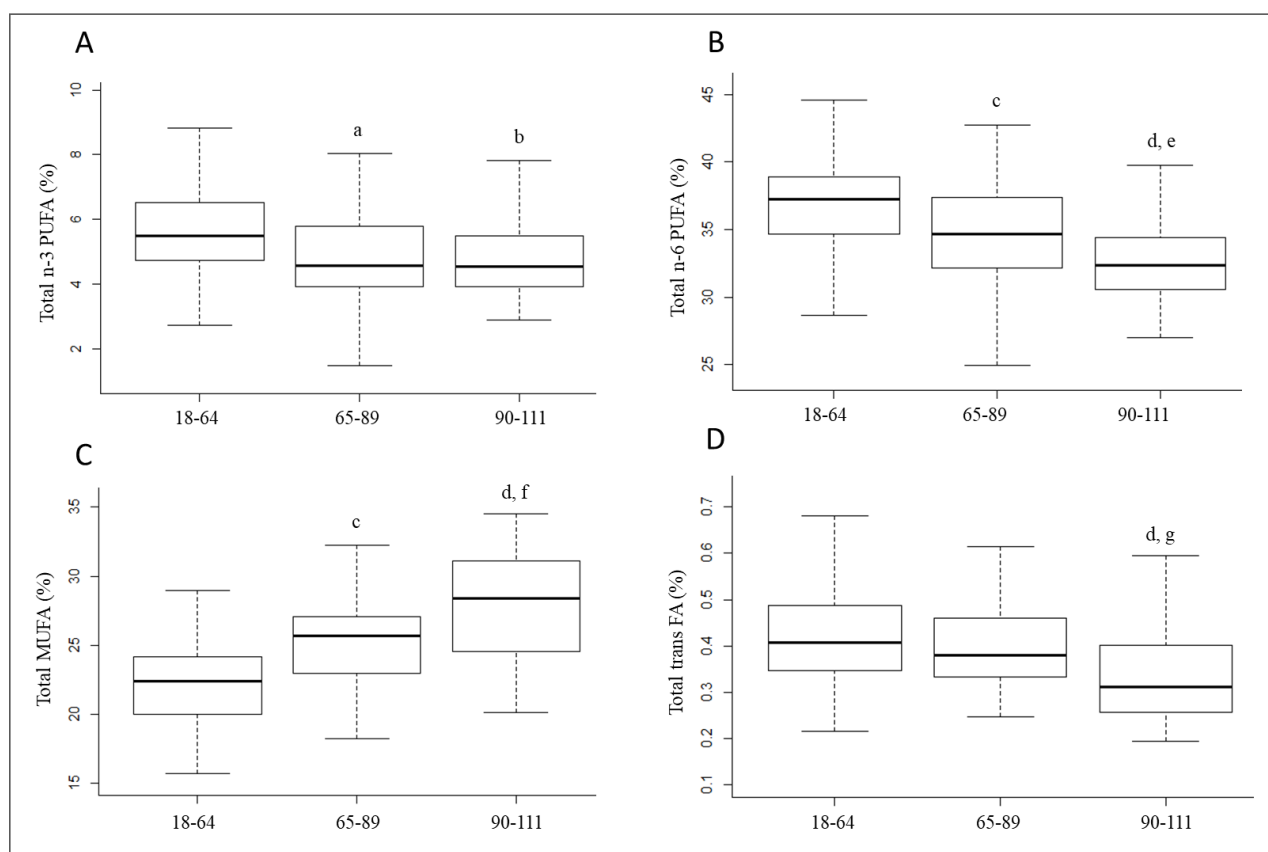 A
Total n-3 PUFA (%)
10
8
6
4
2
a
b
18-64
65-89
90-111
B
Total n-6 PUFA (%)
45
40
35
30
25
c
d, e
18-64
65-89
90-111
C
Total MUFA (%)
35
30
25
20
15
c
d, f
18-64
65-89
90-111
D
Total trans FA (%)
0.7
0.6
0.5
0.4
0.3
0.2
0.1
d, g
18-64
65-89
90-111